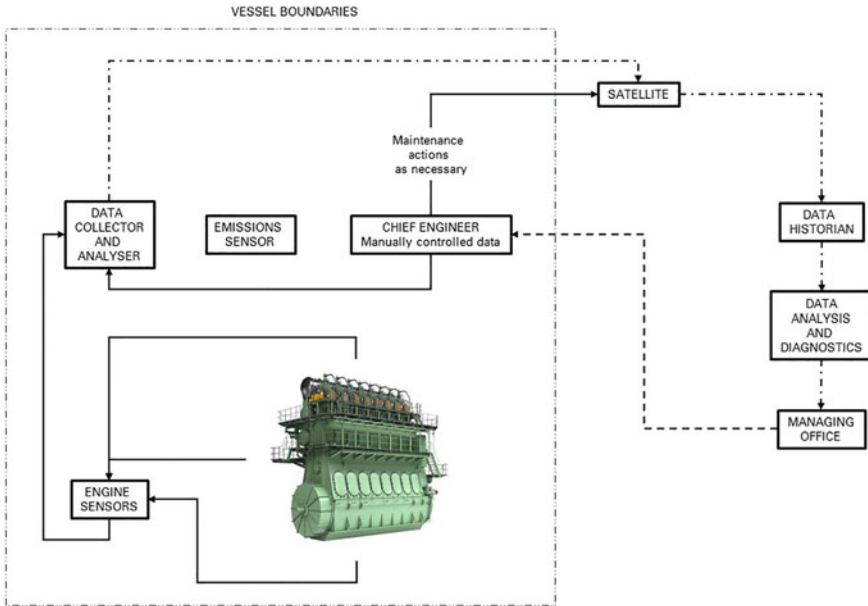 VESSEL BOUNDARIES
SATELLITE
Maintenance
actions
as necessary
DATA
COLLECTOR
AND
ANALYSER
EMISSIONS
SENSOR
CHIEF ENGINEER
Manually controlled data
DATA
HISTORIAN
DATA
ANALYSIS
AND
DIAGNOSTICS
MANAGING
OFFICE
ENGINE
SENSORS